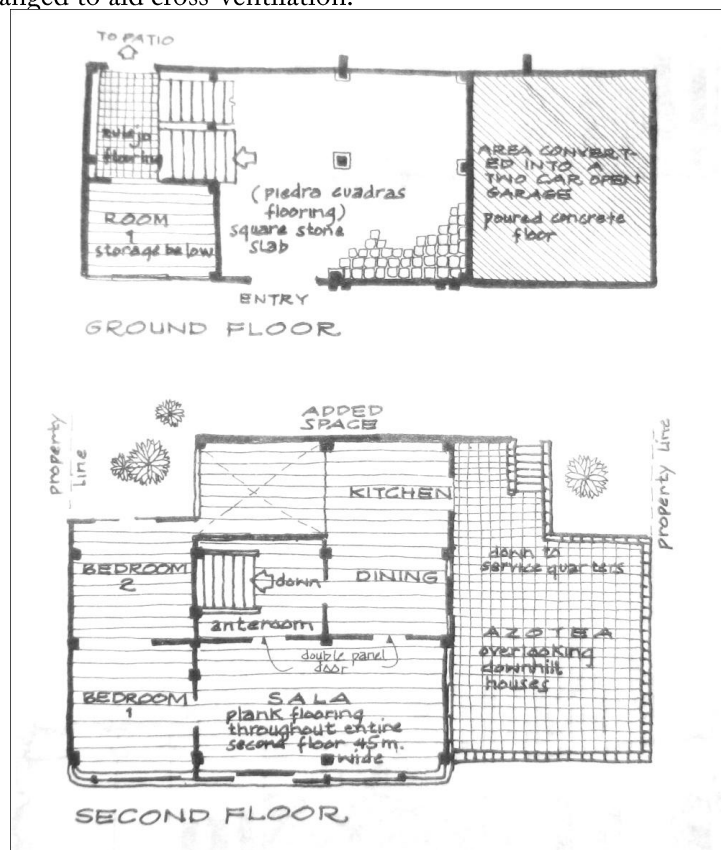 anged to aid cross-ventilation.
TO PATIO
azulejo
flooring
ROOM
1
storage below
(piedra cuadras
flooring)
square stone
slab
ENTRY
AREA CONVERT-
ED INTO A
TWO CAR OPEN
GARAGE
poured concrete
floor
GROUND FLOOR
property
line
ADDED
SPACE
property line
KITCHEN
BEDROOM
2
down
DINING
anteroom
double panel
door
down to
service quarters
AZOTEA
overlooking
downhill
houses
BEDROOM
1
SALA
plank flooring
throughout entire
second floor .45m.
wide
SECOND FLOOR